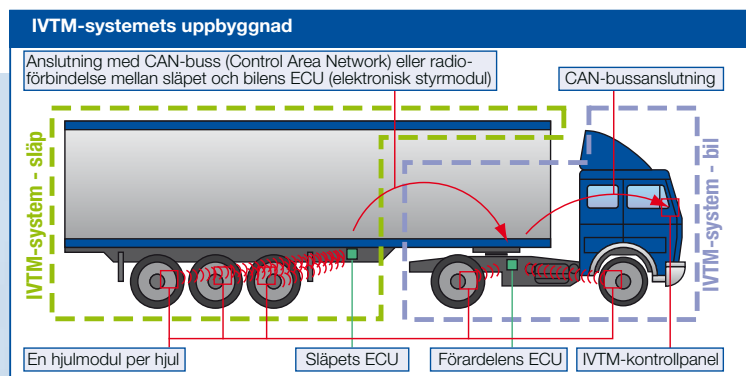 IVTM-systemets uppbyggnad
Anslutning med CAN-buss (Control Area Network) eller radio-
förbindelse mellan släpet och bilens ECU (elektronisk styrmodul)
CAN-bussanslutning
IVTM-system - släp
IVTM-system - bil
En hjulmodul per hjul
Släpets ECU
Förardelens ECU
IVTM-kontrollpanel